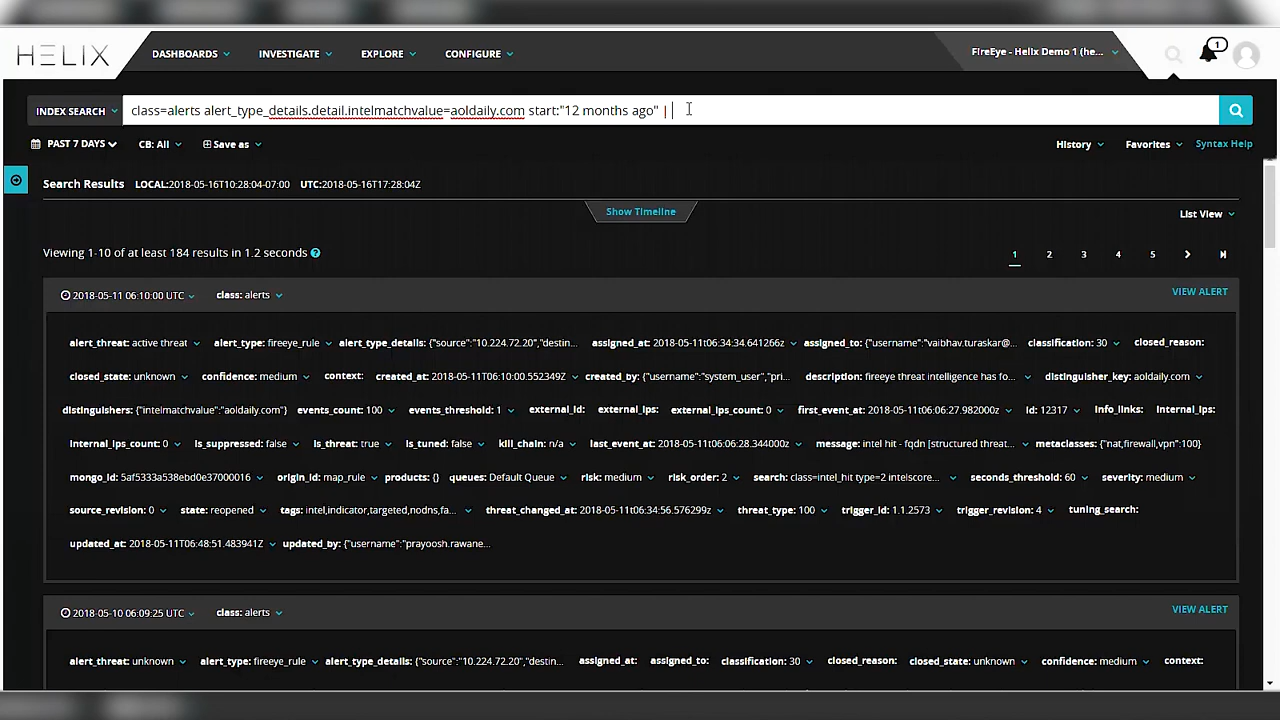 HELIX DASHBOARDS INVESTIGATE EXPLORE CONFIGURE FireEye - Helix Demo 1 (he... 1
INDEX SEARCH class=alerts alert_type_details.detail.intelmatchvalue=aoldaily.com start:"12 months ago" |
PAST 7 DAYS CB: All Save as History Favorites Syntax Help
Search Results LOCAL:2018-05-16T10:28:04-07:00 UTC:2018-05-16T17:28:04Z
Show Timeline
List View
Viewing 1-10 of at least 184 results in 1.2 seconds ? 1 2 3 4 5
2018-05-11 06:10:00 UTC class: alerts VIEW ALERT
alert_threat: active threat alert_type: fireeye_rule alert_type_details: {"source":"10.224.72.20","destin... assigned_at: 2018-05-11t06:34:34.641266z assigned_to: {"username":"vaibhav.turaskar@... classification: 30 closed_reason:
closed_state: unknown confidence: medium context: created_at: 2018-05-11T06:10:00.552349Z created_by: {"username":"system_user","pri... description: fireeye threat intelligence has fo... distinguisher_key: aoldaily.com
distinguishers: {"intelmatchvalue":"aoldaily.com"} events_count: 100 events_threshold: 1 external_id: external_ips: external_ips_count: 0 first_event_at: 2018-05-11t06:06:27.982000z id: 12317 info_links: internal_ips:
internal_ips_count: 0 is_suppressed: false is_threat: true is_tuned: false kill_chain: n/a last_event_at: 2018-05-11t06:06:28.344000z message: intel hit - fqdn [structured threat... metaclasses: {"nat,firewall,vpn":100}
mongo_id: 5af5333a538ebd0e37000016 origin_id: map_rule products: {} queues: Default Queue risk: medium risk_order: 2 search: class=intel_hit type=2 intelscore... seconds_threshold: 60 severity: medium
source_revision: 0 state: reopened tags: intel,indicator,targeted,nodns,fa... threat_changed_at: 2018-05-11t06:34:56.576299z threat_type: 100 trigger_id: 1.1.2573 trigger_revision: 4 tuning_search:
updated_at: 2018-05-11T06:48:51.483941Z updated_by: {"username":"prayoosh.rawane...
2018-05-10 06:09:25 UTC class: alerts VIEW ALERT
alert_threat: unknown alert_type: fireeye_rule alert_type_details: {"source":"10.224.72.20","destin... assigned_at: assigned_to: classification: 30 closed_reason: closed_state: unknown confidence: medium context: